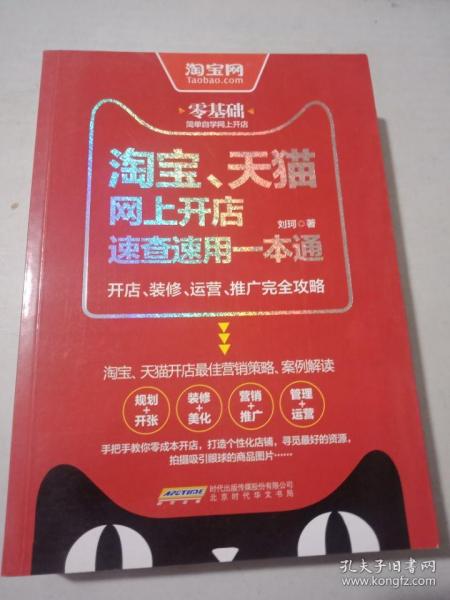 淘宝网
Taobao.com
零基础
简单自学网上开店
淘宝、天猫
网上开店
刘珂◎著
速查速用一本通
开店、装修、运营、推广完全攻略
淘宝、天猫开店最佳营销策略、案例解读
规划+开张
装修+美化
营销+推广
管理+运营
手把手教你零成本开店，打造个性化店铺，寻觅最好的资源，
拍摄吸引眼球的商品图片……
时代出版传媒股份有限公司
北京时代华文书局
孔夫子旧书网
www.kongfz.com